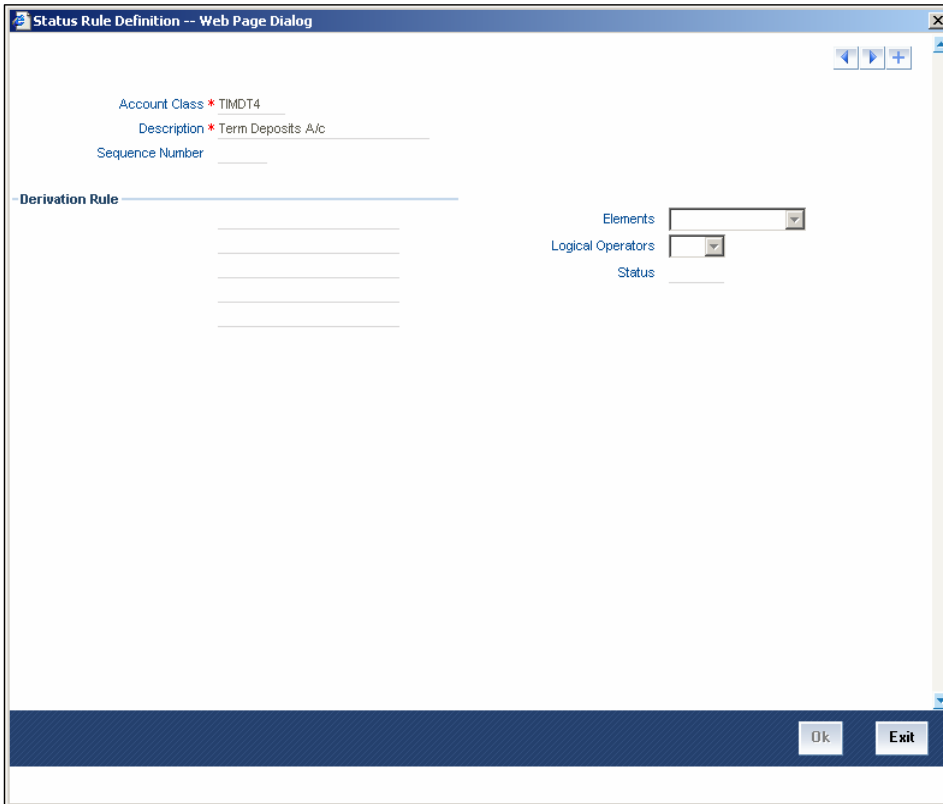 Status Rule Definition -- Web Page Dialog
Account Class * TIMDT4
Description * Term Deposits A/c
Sequence Number
Derivation Rule
Elements
Logical Operators
Status
Ok
Exit